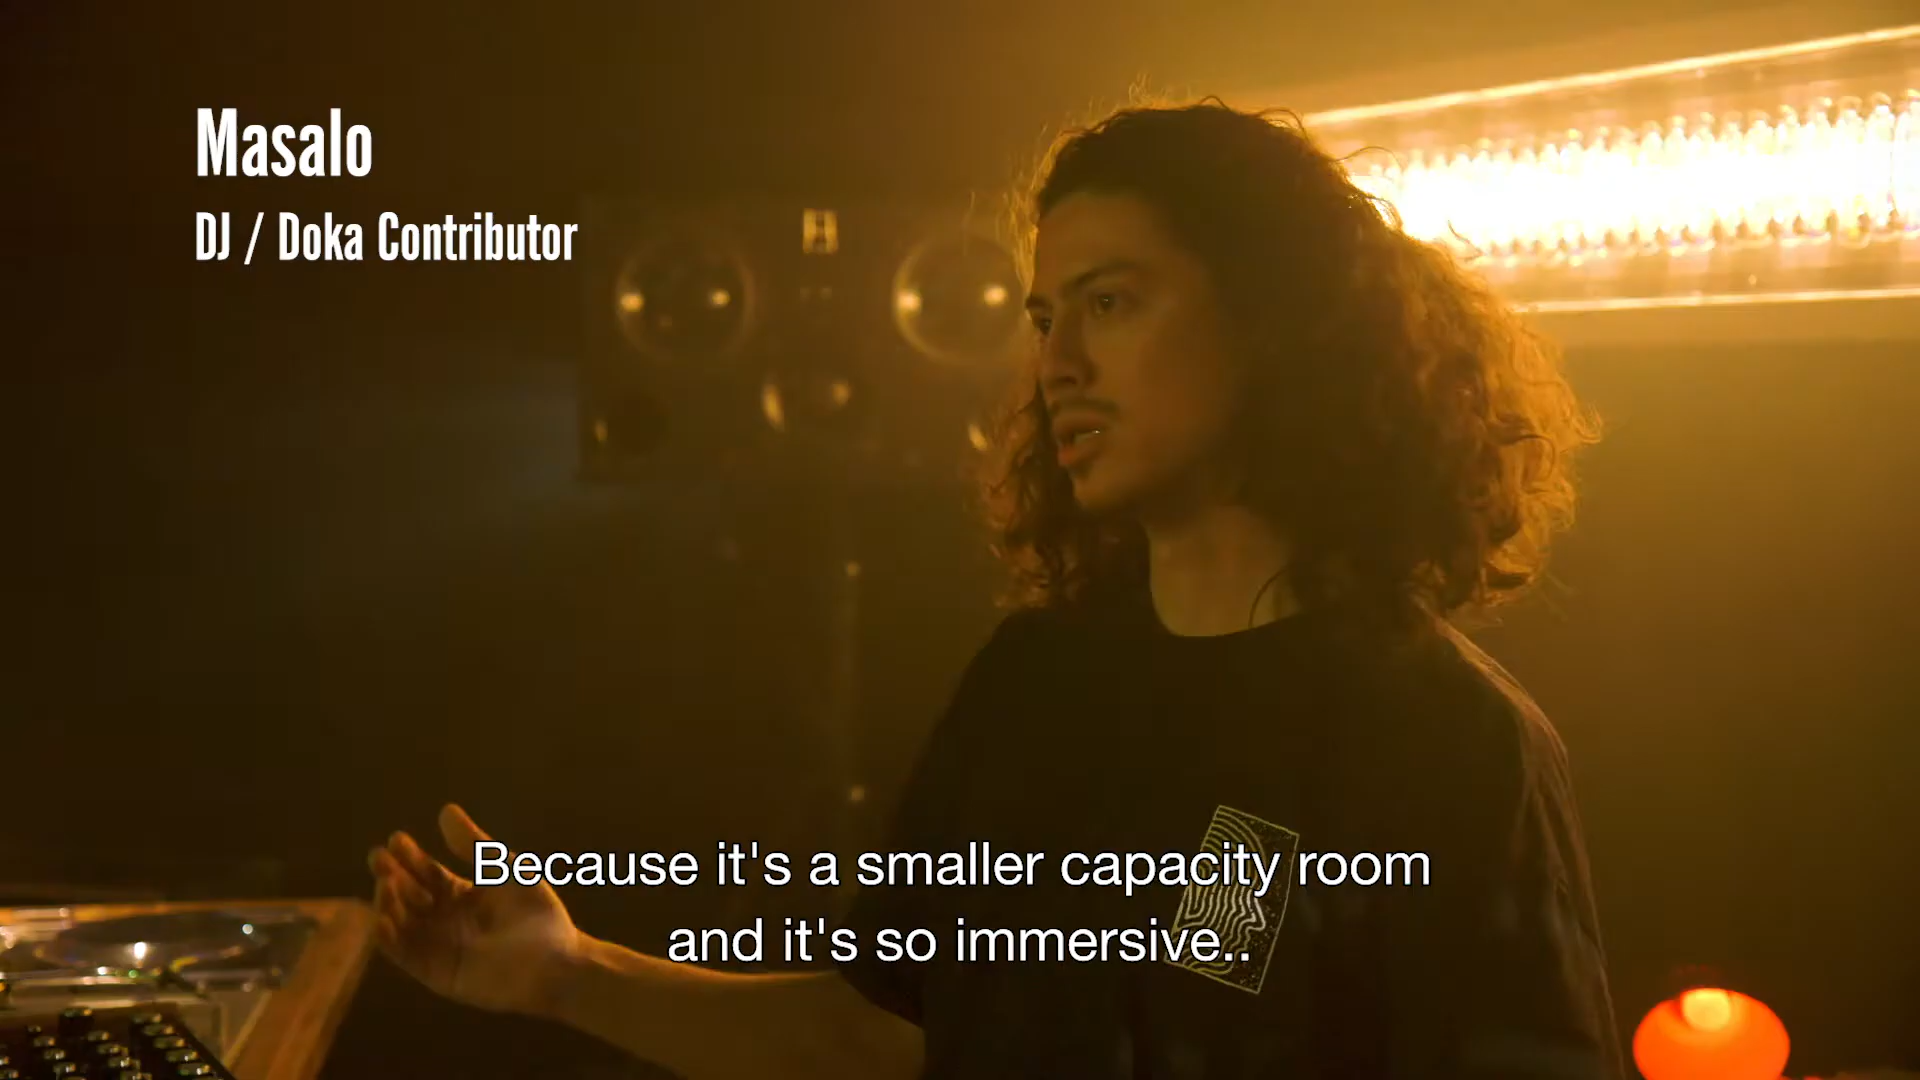 Masalo
DJ / Doka Contributor
Because it's a smaller capacity room
and it's so immersive..